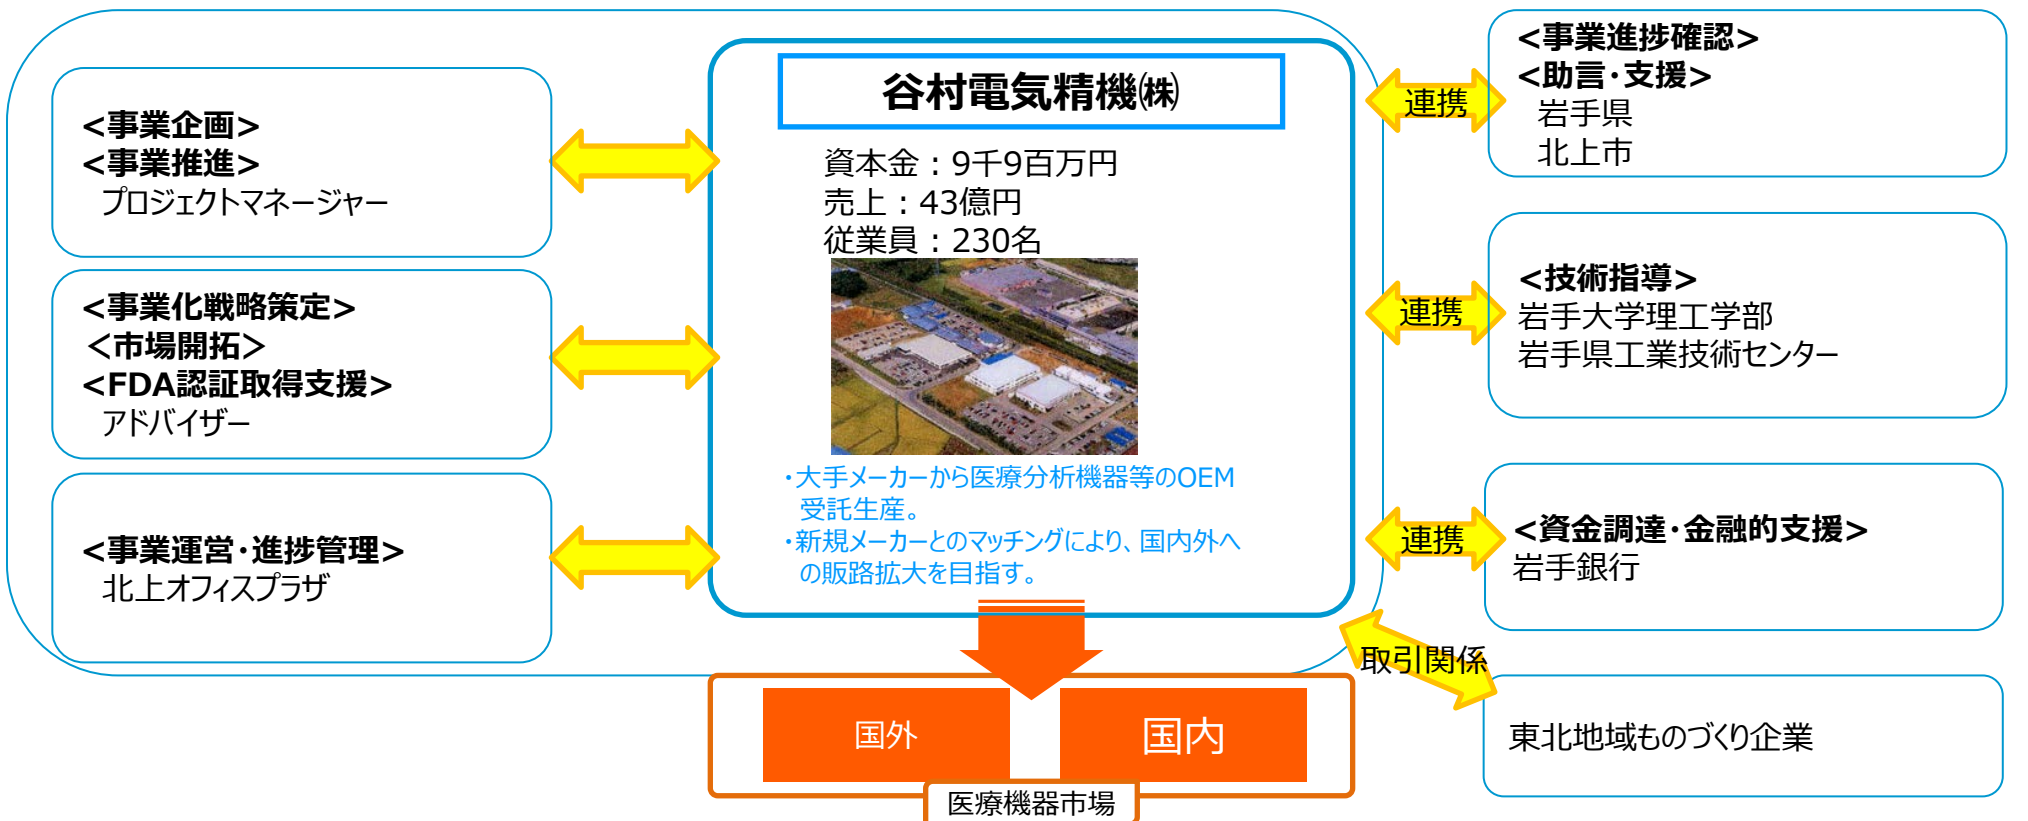 <事業企画>
<事業推進>
プロジェクトマネージャー
<事業化戦略策定>
<市場開拓>
<FDA認証取得支援>
アドバイザー
<事業運営・進捗管理>
北上オフィスプラザ
谷村電気精機㈱
資本金：9千9百万円
売上：43億円
従業員：230名
・大手メーカーから医療分析機器等のOEM
受託生産。
・新規メーカーとのマッチングにより、国内外へ
の販路拡大を目指す。
国外
国内
医療機器市場
連携
<事業進捗確認>
<助言・支援>
岩手県
北上市
連携
<技術指導>
岩手大学理工学部
岩手県工業技術センター
連携
<資金調達・金融的支援>
岩手銀行
取引関係
東北地域ものづくり企業